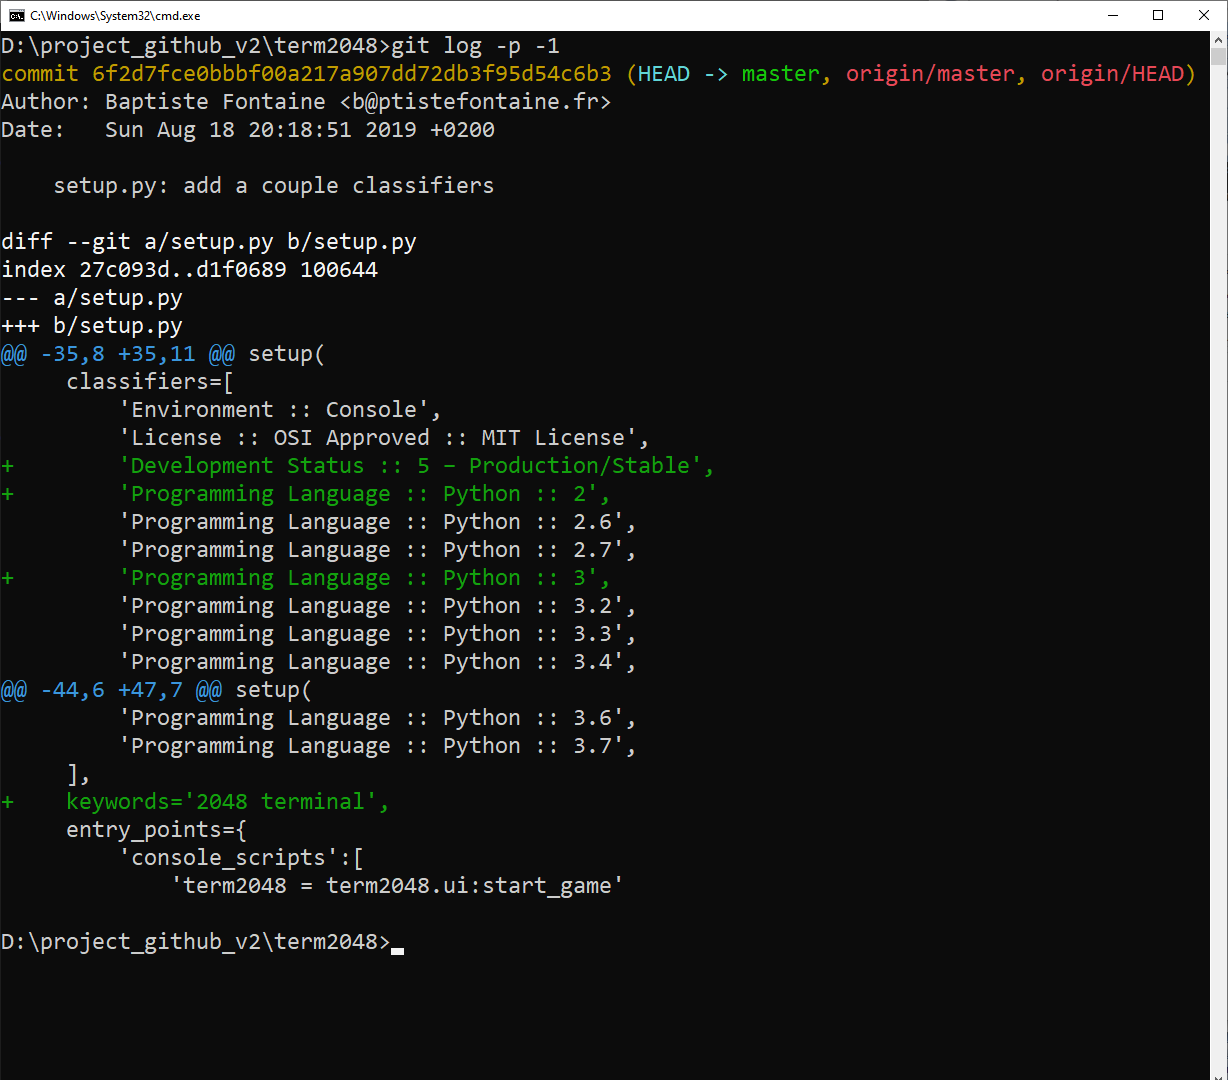 C:\Windows\System32\cmd.exe
D:\project_github_v2\term2048>git log -p -1
commit 6f2d7fce0bbbf00a217a907dd72db3f95d54c6b3 (HEAD -> master, origin/master, origin/HEAD)
Author: Baptiste Fontaine <b@ptistefontaine.fr>
Date:   Sun Aug 18 20:18:51 2019 +0200

    setup.py: add a couple classifiers

diff --git a/setup.py b/setup.py
index 27c093d..d1f0689 100644
--- a/setup.py
+++ b/setup.py
@@ -35,8 +35,11 @@ setup(
     classifiers=[
         'Environment :: Console',
         'License :: OSI Approved :: MIT License',
+        'Development Status :: 5 – Production/Stable',
+        'Programming Language :: Python :: 2',
         'Programming Language :: Python :: 2.6',
         'Programming Language :: Python :: 2.7',
+        'Programming Language :: Python :: 3',
         'Programming Language :: Python :: 3.2',
         'Programming Language :: Python :: 3.3',
         'Programming Language :: Python :: 3.4',
@@ -44,6 +47,7 @@ setup(
         'Programming Language :: Python :: 3.6',
         'Programming Language :: Python :: 3.7',
     ],
+    keywords='2048 terminal',
     entry_points={
         'console_scripts':[
             'term2048 = term2048.ui:start_game'

D:\project_github_v2\term2048>